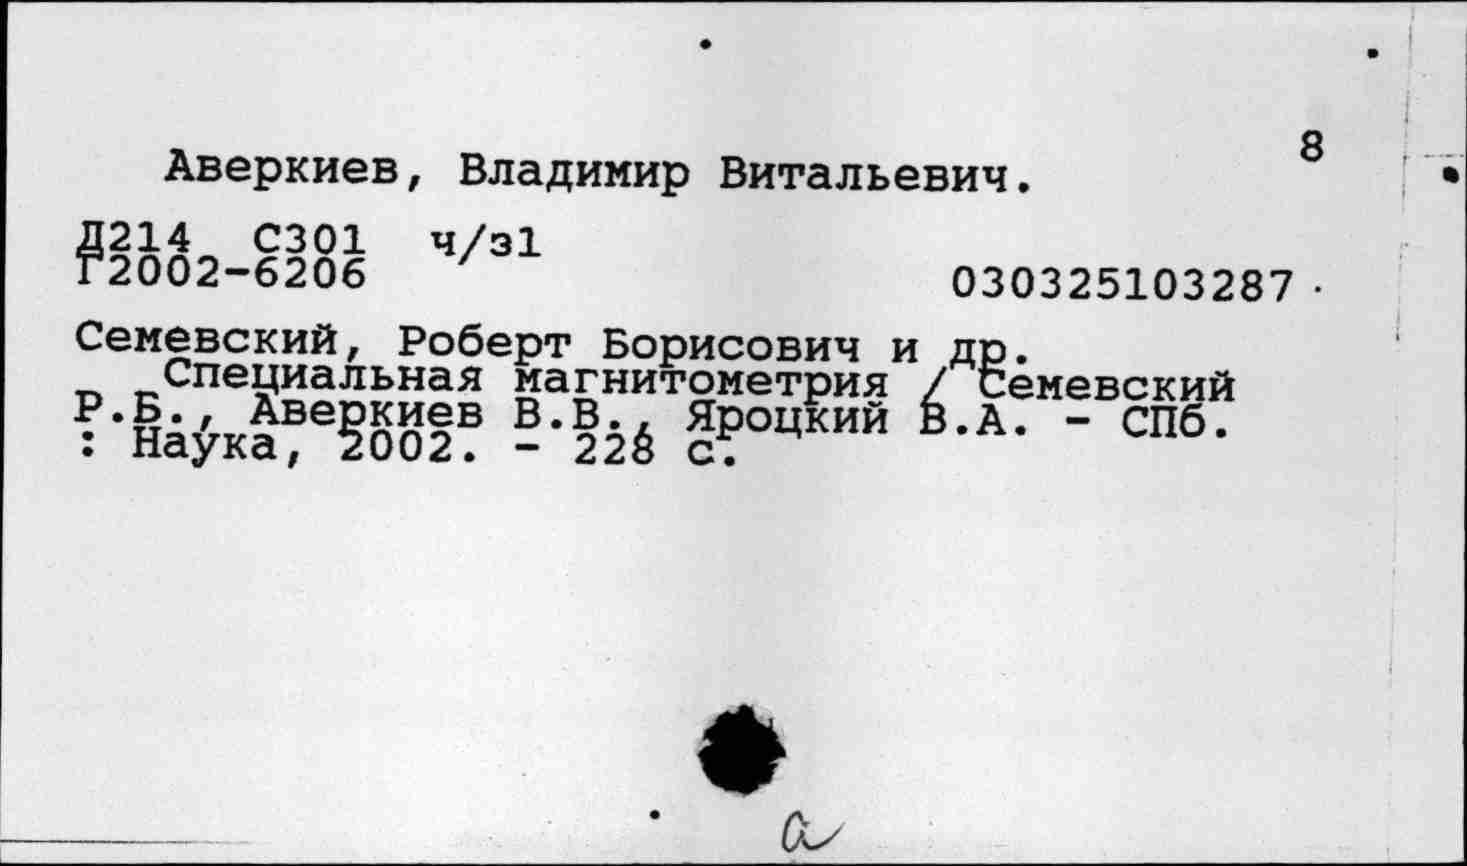 8
Аверкиев, Владимир Витальевич.
Д214 С301 ч/з1
Г2002-6206
030325103287
Семевский, Роберт Борисович и др.
Специальная магнитометрия / Семевский
Р.Б., Аверкиев В.В., Яроцкий В.А. - СПб.
: Наука, 2002. - 228 с.